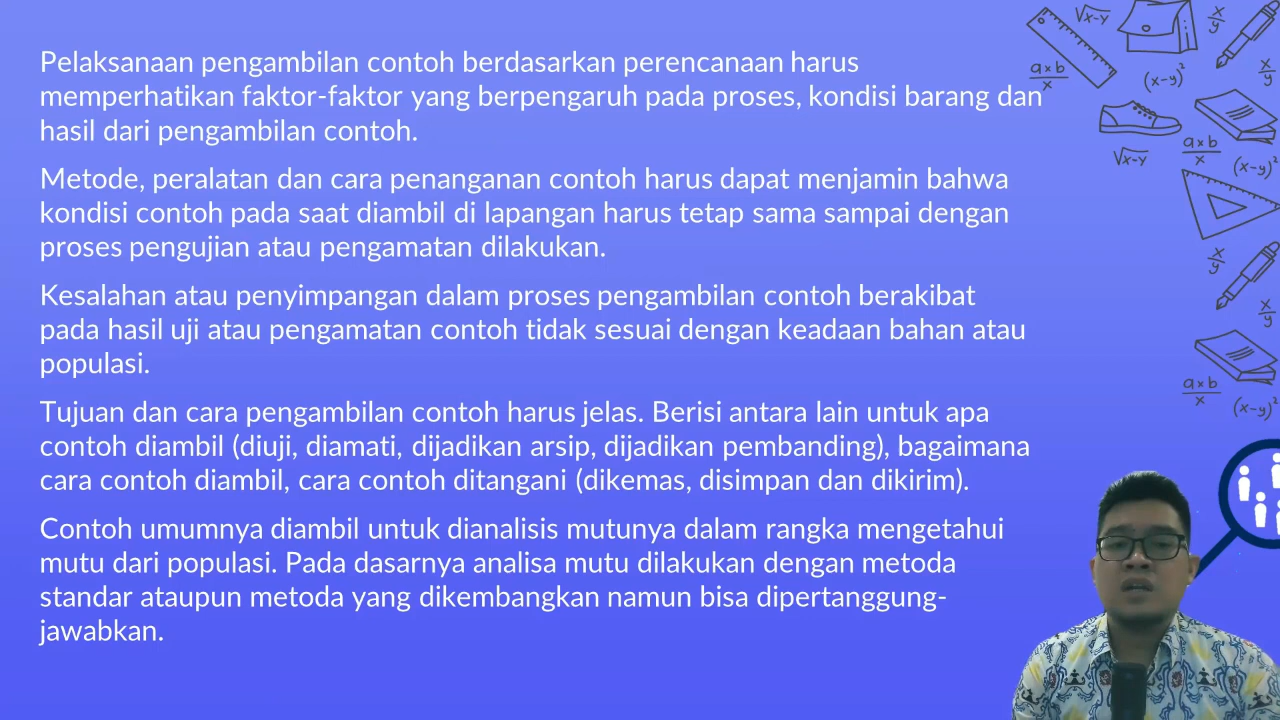 Pelaksanaan pengambilan contoh berdasarkan perencanaan harus
memperhatikan faktor-faktor yang berpengaruh pada proses, kondisi barang dan
hasil dari pengambilan contoh.
Metode, peralatan dan cara penanganan contoh harus dapat menjamin bahwa
kondisi contoh pada saat diambil di lapangan harus tetap sama sampai dengan
proses pengujian atau pengamatan dilakukan.
Kesalahan atau penyimpangan dalam proses pengambilan contoh berakibat
pada hasil uji atau pengamatan contoh tidak sesuai dengan keadaan bahan atau
populasi.
Tujuan dan cara pengambilan contoh harus jelas. Berisi antara lain untuk apa
contoh diambil (diuji, diamati, dijadikan arsip, dijadikan pembanding), bagaimana
cara contoh diambil, cara contoh ditangani (dikemas, disimpan dan dikirim).
Contoh umumnya diambil untuk dianalisis mutunya dalam rangka mengetahui
mutu dari populasi. Pada dasarnya analisa mutu dilakukan dengan metoda
standar ataupun metoda yang dikembangkan namun bisa dipertanggung-
jawabkan.
√x-y
x/y
a×b/x
(x-y)²
x/y
√x-y
a×b/x
(x-y)²
x/y
x/y
a×b/x
(x-y)²